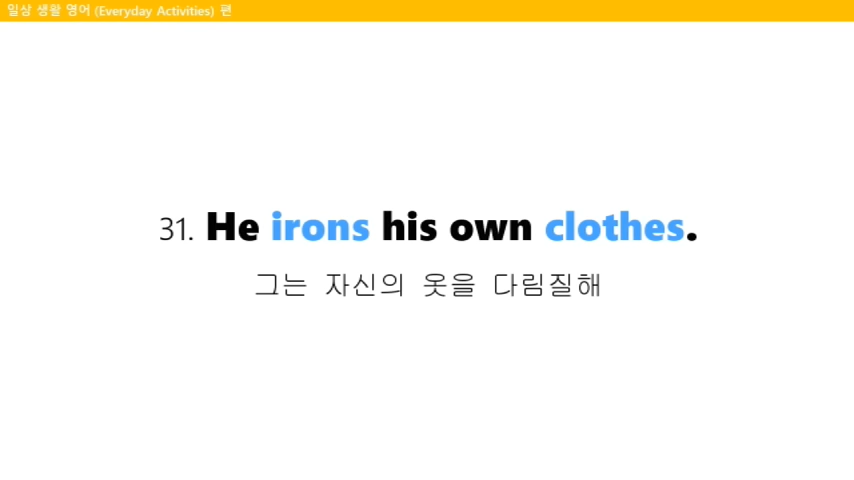 일상 생활 영어 (Everyday Activities) 편
31. He irons his own clothes.
그는 자신의 옷을 다림질해